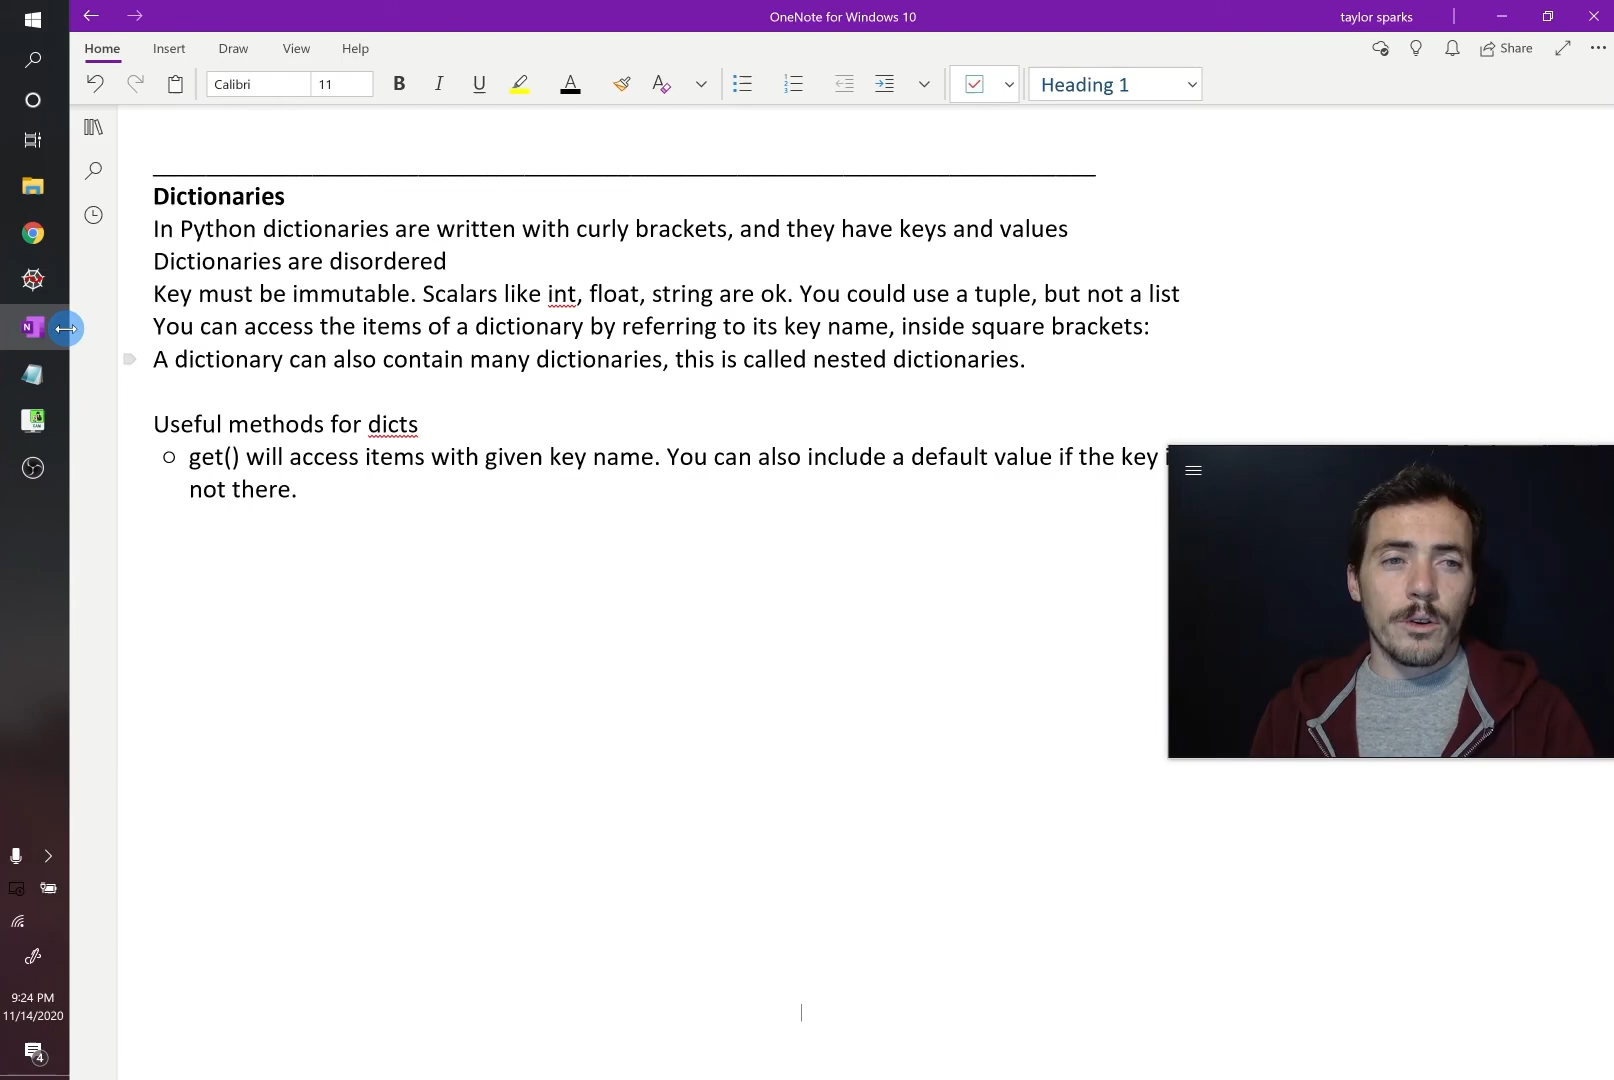 OneNote for Windows 10
taylor sparks
Home Insert Draw View Help
Share
Calibri 11 B I U A A Heading 1
Dictionaries
In Python dictionaries are written with curly brackets, and they have keys and values
Dictionaries are disordered
Key must be immutable. Scalars like int, float, string are ok. You could use a tuple, but not a list
You can access the items of a dictionary by referring to its key name, inside square brackets:
A dictionary can also contain many dictionaries, this is called nested dictionaries.
Useful methods for dicts
get() will access items with given key name. You can also include a default value if the key i
not there.
9:24 PM
11/14/2020
4